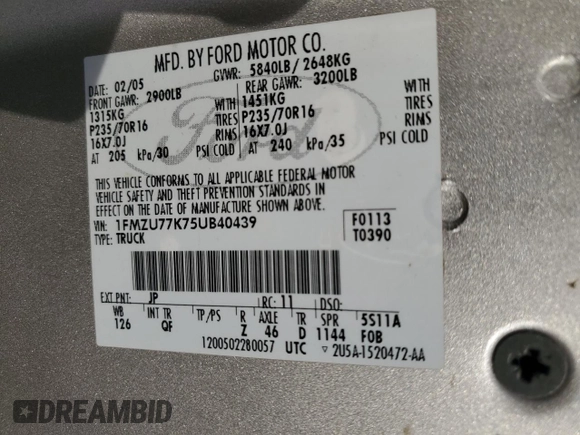 MFD. BY FORD MOTOR CO.
DATE: 02/05 GVWR: 5840LB/ 2648KG
FRONT GAWR: 2900LB REAR GAWR: 3200LB
1315KG WITH 1451KG WITH
P235/70R16 TIRES P235/70R16 TIRES
16X7.0J RIMS 16X7.0J RIMS
AT 205 kPa/30 PSI COLD AT 240 kPa/35 PSI COLD
Ford
THIS VEHICLE CONFORMS TO ALL APPLICABLE FEDERAL MOTOR
VEHICLE SAFETY AND THEFT PREVENTION STANDARDS IN
EFFECT ON THE DATE OF MANUFACTURE SHOWN ABOVE.
VIN: 1FMZU77K75UB40439 F0113
TYPE: TRUCK T0390
EXT PNT: JP RC: 11 DSO:
WB INT TR TP/PS R AXLE TR SPR 5S11A
126 QF Z 46 D 1144 FOB
1200502280057 UTC ▽ 2U5A-1520472-AA
DREAMBID